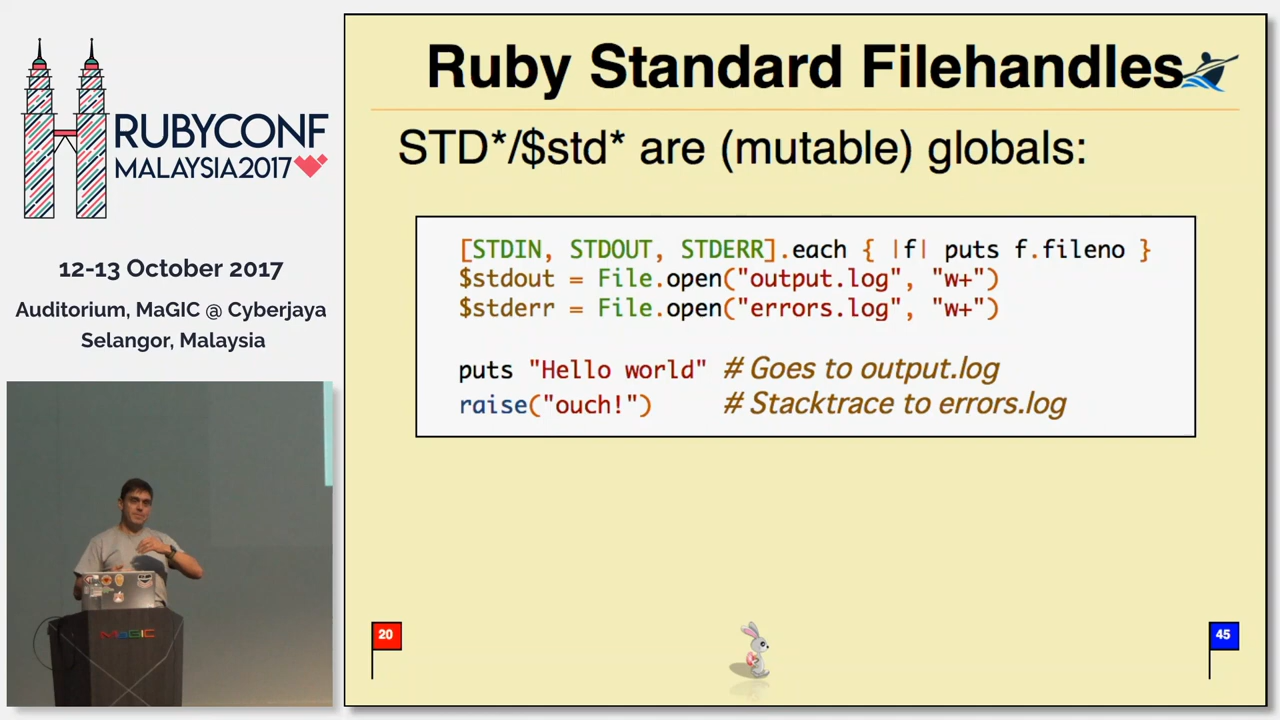 RUBYCONF
MALAYSIA2017
12-13 October 2017
Auditorium, MaGIC @ Cyberjaya
Selangor, Malaysia
MaGIC
Ruby Standard Filehandles
STD*/$std* are (mutable) globals:
[STDIN, STDOUT, STDERR].each { |f| puts f.fileno }
$stdout = File.open("output.log", "w+")
$stderr = File.open("errors.log", "w+")
puts "Hello world" # Goes to output.log
raise("ouch!") # Stacktrace to errors.log
20
45